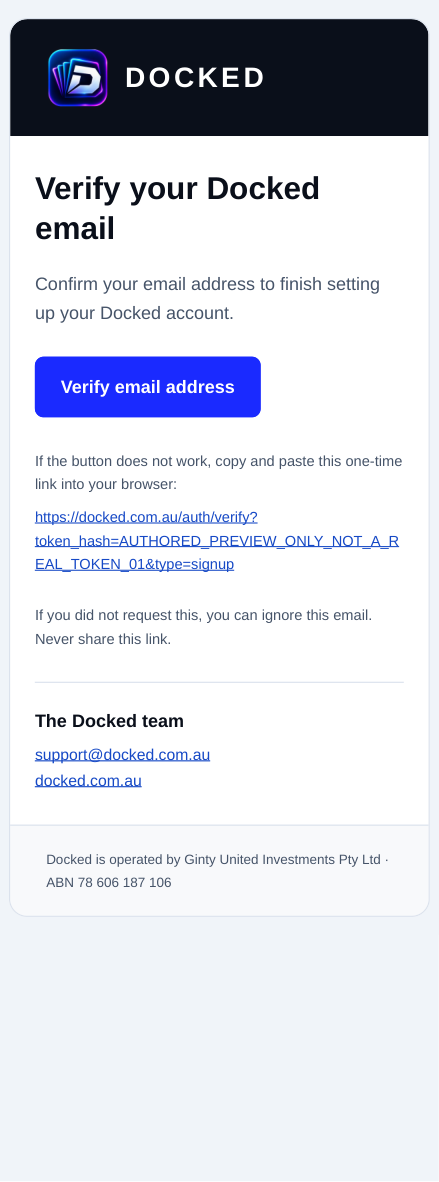 DOCKED
Verify your Docked
email
Confirm your email address to finish setting
up your Docked account.
Verify email address
If the button does not work, copy and paste this one-time
link into your browser:
https://docked.com.au/auth/verify?
token_hash=AUTHORED_PREVIEW_ONLY_NOT_A_R
EAL_TOKEN_01&type=signup
If you did not request this, you can ignore this email.
Never share this link.
The Docked team
support@docked.com.au
docked.com.au
Docked is operated by Ginty United Investments Pty Ltd ·
ABN 78 606 187 106